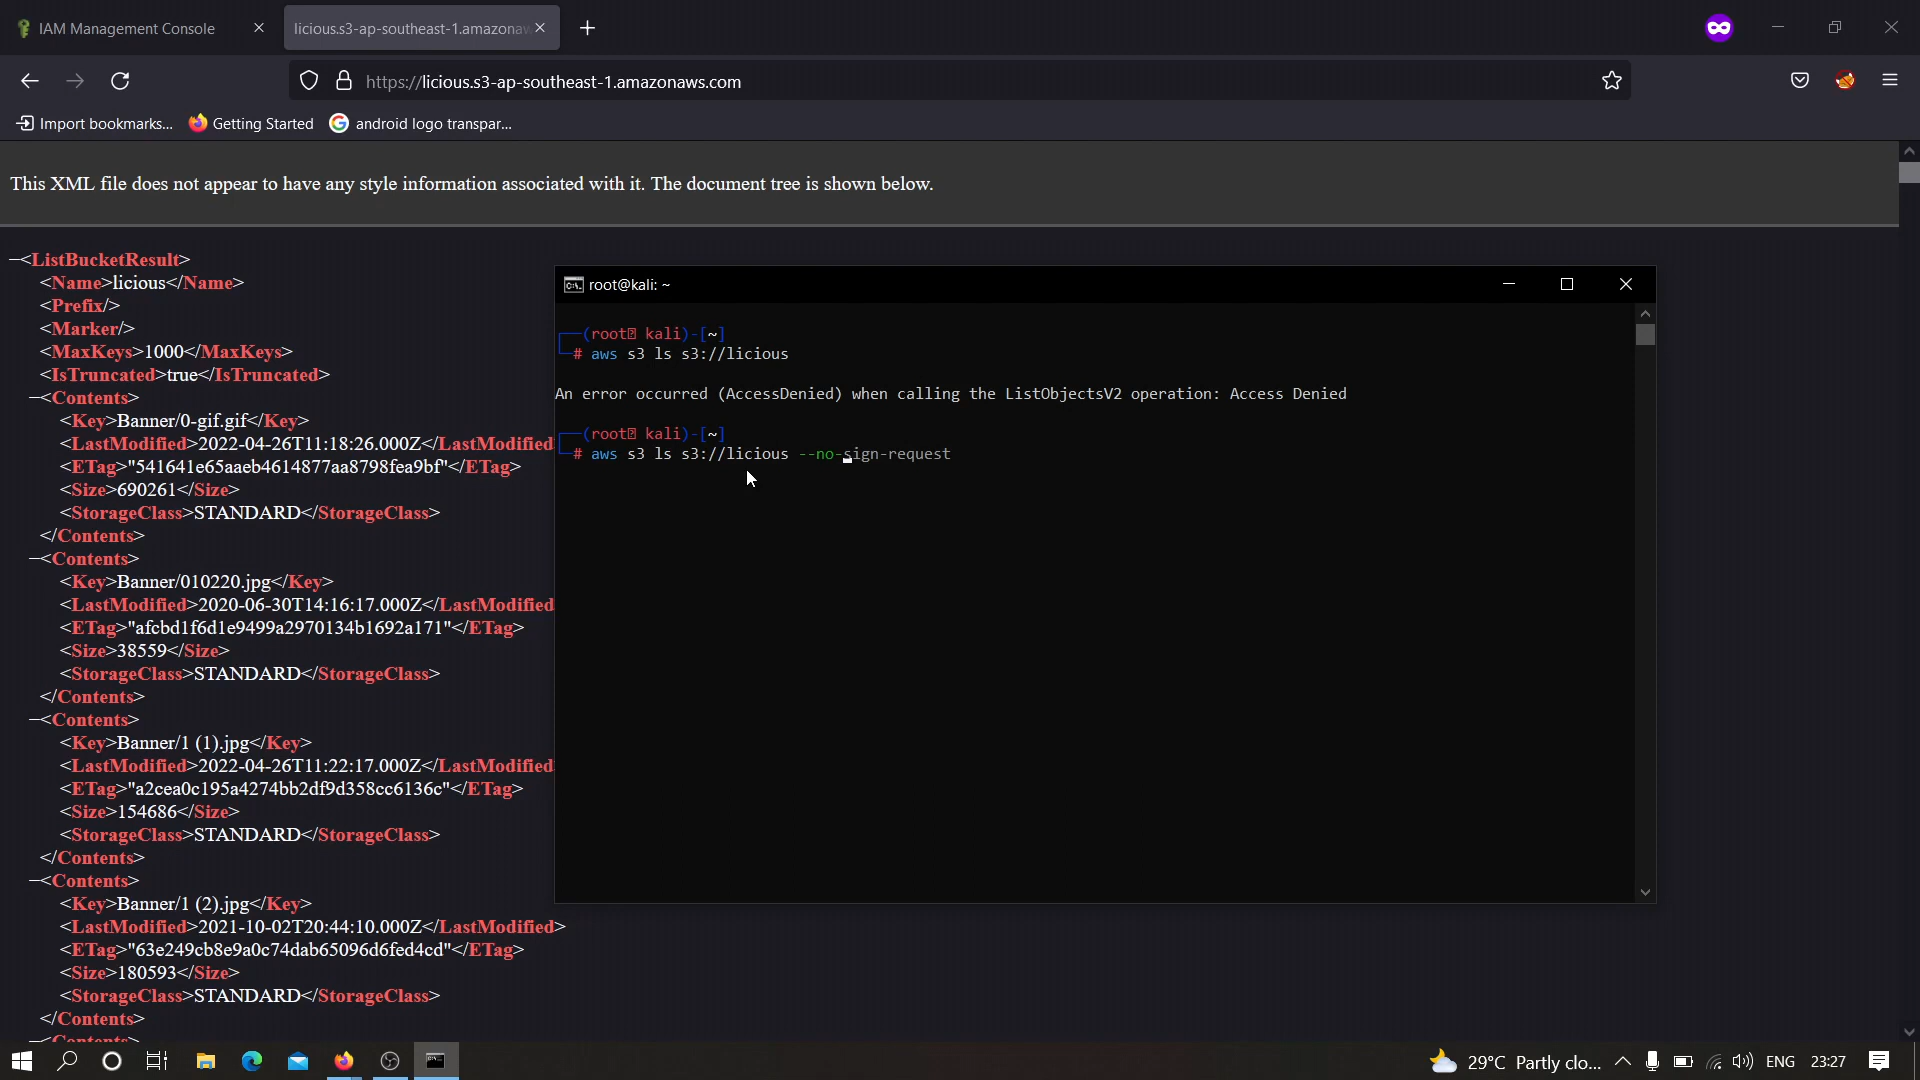 IAM Management Console
licious.s3-ap-southeast-1.amazonaw
https://licious.s3-ap-southeast-1.amazonaws.com
Import bookmarks...
Getting Started
android logo transpar...
This XML file does not appear to have any style information associated with it. The document tree is shown below.
−<ListBucketResult>
<Name>licious</Name>
<Prefix/>
<Marker/>
<MaxKeys>1000</MaxKeys>
<IsTruncated>true</IsTruncated>
−<Contents>
<Key>Banner/0-gif.gif</Key>
<LastModified>2022-04-26T11:18:26.000Z</LastModified
<ETag>"541641e65aaeb4614877aa8798fea9bf"</ETag>
<Size>690261</Size>
<StorageClass>STANDARD</StorageClass>
</Contents>
−<Contents>
<Key>Banner/010220.jpg</Key>
<LastModified>2020-06-30T14:16:17.000Z</LastModified
<ETag>"afcbd1f6d1e9499a2970134b1692a171"</ETag>
<Size>38559</Size>
<StorageClass>STANDARD</StorageClass>
</Contents>
−<Contents>
<Key>Banner/1 (1).jpg</Key>
<LastModified>2022-04-26T11:22:17.000Z</LastModified
<ETag>"a2cea0c195a4274bb2df9d358cc6136c"</ETag>
<Size>154686</Size>
<StorageClass>STANDARD</StorageClass>
</Contents>
−<Contents>
<Key>Banner/1 (2).jpg</Key>
<LastModified>2021-10-02T20:44:10.000Z</LastModified>
<ETag>"63e249cb8e9a0c74dab65096d6fed4cd"</ETag>
<Size>180593</Size>
<StorageClass>STANDARD</StorageClass>
</Contents>
−<Contents>
root@kali: ~
┌──(root⍰ kali)-[~]
└─# aws s3 ls s3://licious
An error occurred (AccessDenied) when calling the ListObjectsV2 operation: Access Denied
┌──(root⍰ kali)-[~]
└─# aws s3 ls s3://licious --no-sign-request
29°C Partly clo...
ENG
23:27